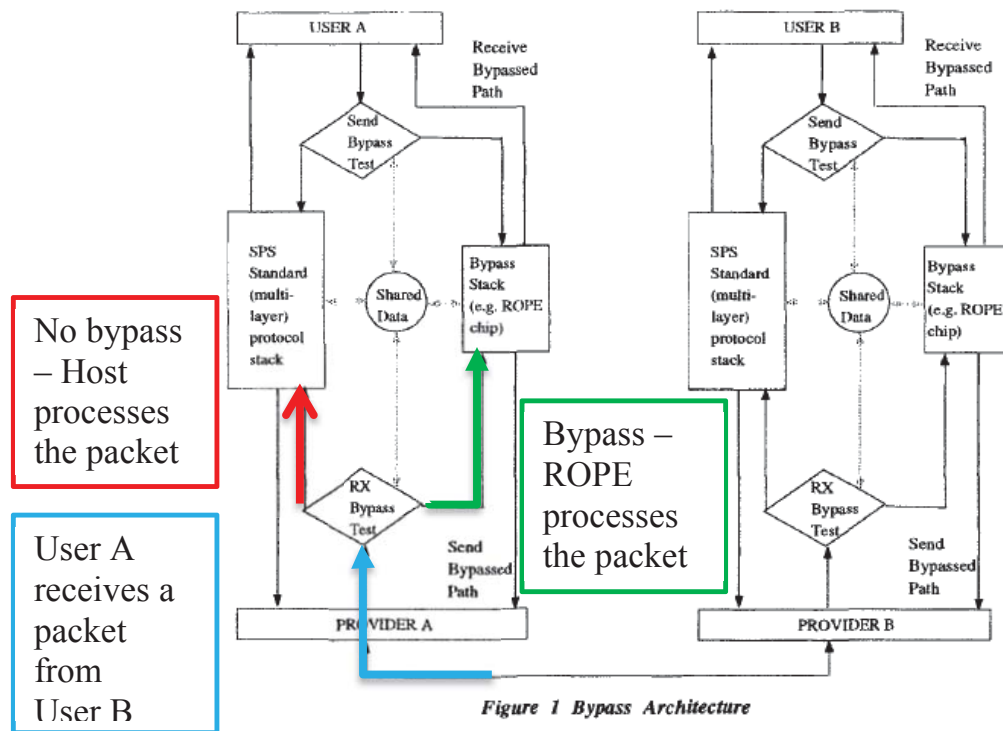 USER A
Receive
Bypassed
Path
Send
Bypass
Test
SPS
Standard
(multi-
layer)
protocol
stack
Shared
Data
Bypass
Stack
(e.g. ROPE
chip)
RX
Bypass
Test
Send
Bypassed
Path
PROVIDER A
USER B
Receive
Bypassed
Path
Send
Bypass
Test
SPS
Standard
(multi-
layer)
protocol
stack
Shared
Data
Bypass
Stack
(e.g. ROPE
chip)
RX
Bypass
Test
Send
Bypassed
Path
PROVIDER B
No bypass
– Host
processes
the packet
Bypass –
ROPE
processes
the packet
User A
receives a
packet
from
User B
Figure 1 Bypass Architecture